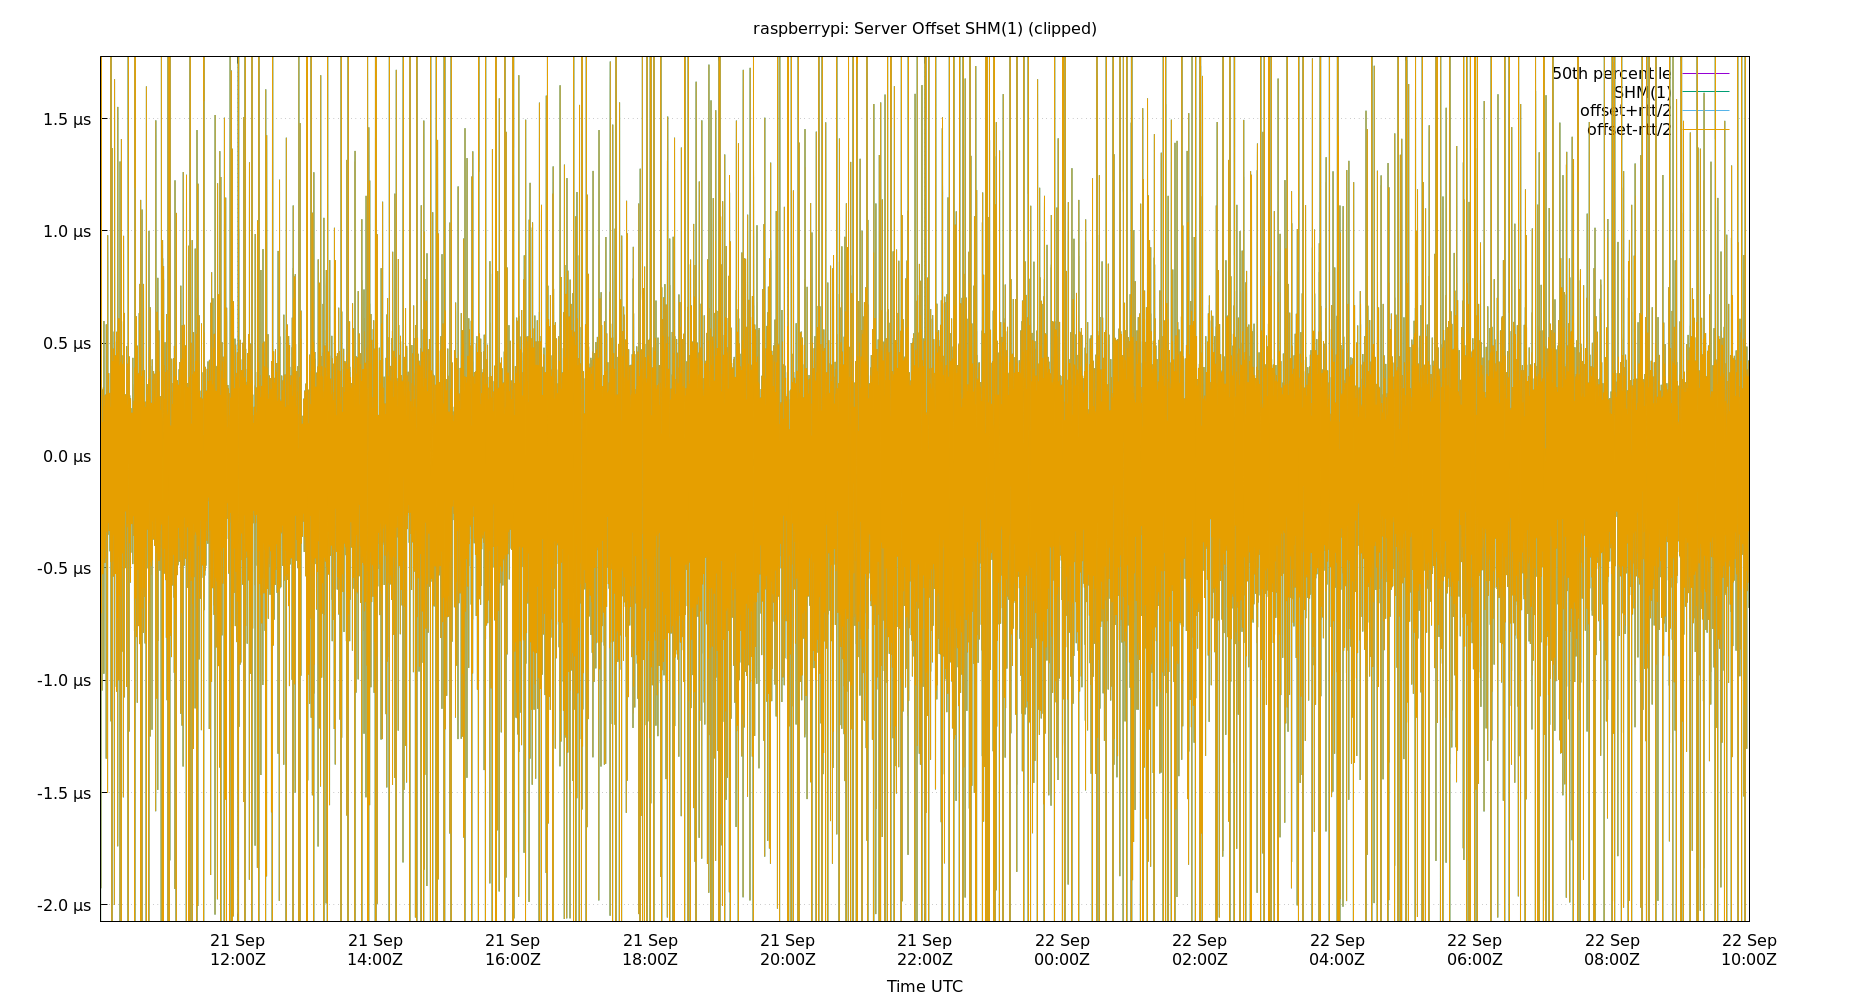 raspberrypi: Server Offset SHM(1) (clipped)
50th percentile
SHM(1)
offset+rtt/2
offset-rtt/2
1.5 µs
1.0 µs
0.5 µs
0.0 µs
-0.5 µs
-1.0 µs
-1.5 µs
-2.0 µs
21 Sep 21 Sep 21 Sep 21 Sep 21 Sep 21 Sep 22 Sep 22 Sep 22 Sep 22 Sep 22 Sep 22 Sep
12:00Z 14:00Z 16:00Z 18:00Z 20:00Z 22:00Z 00:00Z 02:00Z 04:00Z 06:00Z 08:00Z 10:00Z
Time UTC